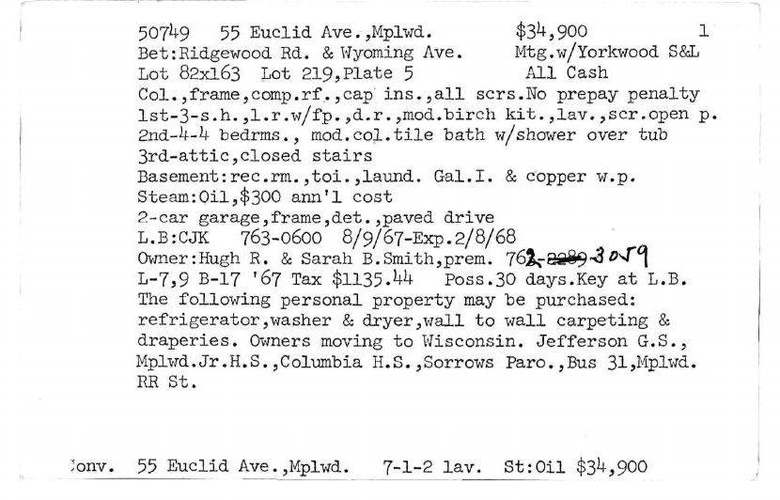 50749 55 Euclid Ave.,Mplwd. $34,900 1
Bet:Ridgewood Rd. & Wyoming Ave. Mtg.w/Yorkwood S&L
Lot 82x163 Lot 219,Plate 5 All Cash
Col.,frame,comp.rf.,cap ins.,all scrs.No prepay penalty
1st-3-s.h.,l.r.w/fp.,d.r.,mod.birch kit.,lav.,scr.open p.
2nd-4-4 bedrms., mod.col.tile bath w/shower over tub
3rd-attic,closed stairs
Basement:rec.rm.,toi.,laund. Gal.I. & copper w.p.
Steam:Oil,$300 ann'l cost
2-car garage,frame,det.,paved drive
L.B:CJK 763-0600 8/9/67-Exp.2/8/68
Owner:Hugh R. & Sarah B.Smith,prem. 762-3059
L-7,9 B-17 '67 Tax $1135.44 Poss.30 days.Key at L.B.
The following personal property may be purchased:
refrigerator,washer & dryer,wall to wall carpeting &
draperies. Owners moving to Wisconsin. Jefferson G.S.,
Mplwd.Jr.H.S.,Columbia H.S.,Sorrows Paro.,Bus 31,Mplwd.
RR St.
Conv. 55 Euclid Ave.,Mplwd. 7-1-2 lav. St:Oil $34,900